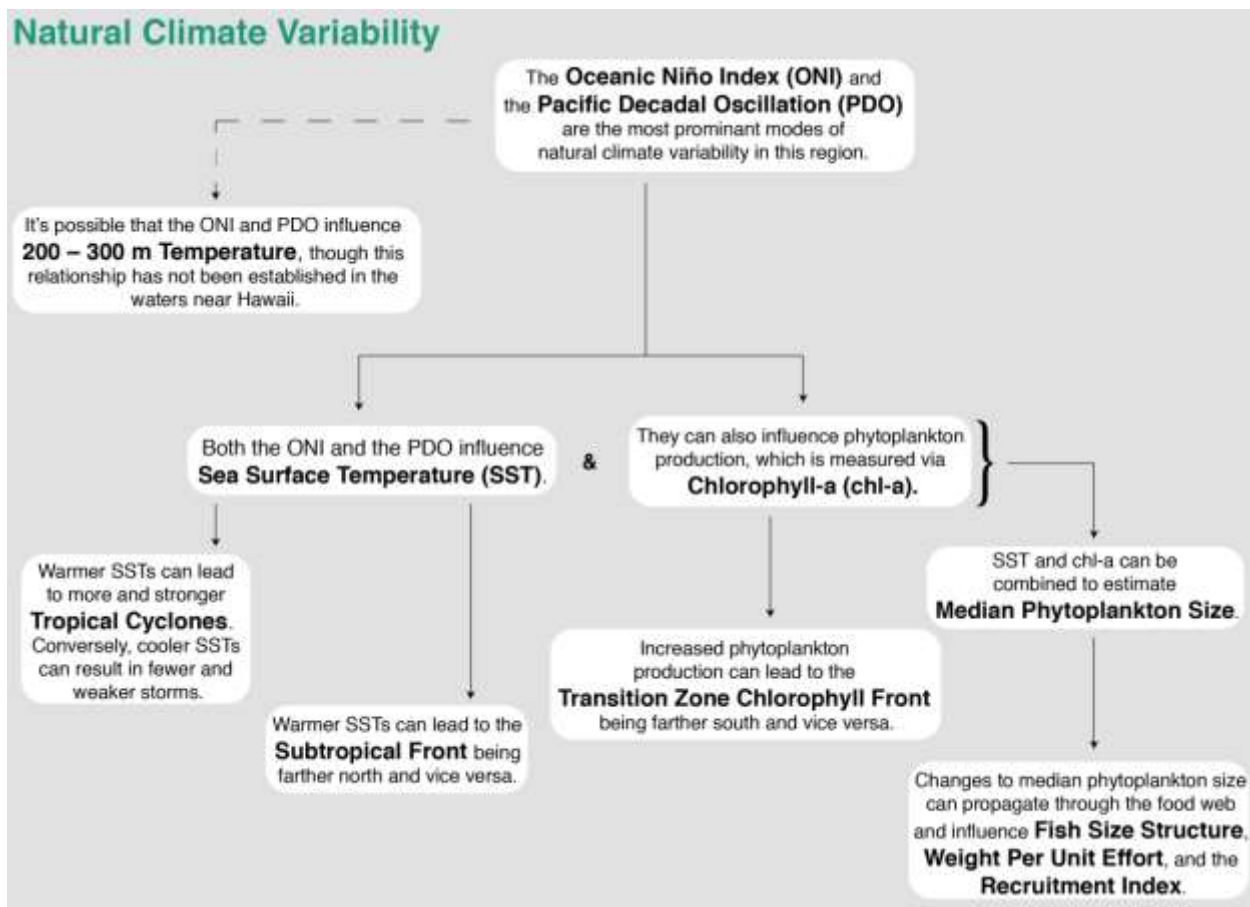 Natural Climate Variability
The Oceanic Niño Index (ONI) and
the Pacific Decadal Oscillation (PDO)
are the most prominant modes of
natural climate variability in this region.
It's possible that the ONI and PDO influence
200 – 300 m Temperature, though this
relationship has not been established in the
waters near Hawaii.
Both the ONI and the PDO influence
Sea Surface Temperature (SST).
&
They can also influence phytoplankton
production, which is measured via
Chlorophyll-a (chl-a).
}
Warmer SSTs can lead
to more and stronger
Tropical Cyclones.
Conversely, cooler SSTs
can result in fewer and
weaker storms.
Warmer SSTs can lead to the
Subtropical Front being
farther north and vice versa.
Increased phytoplankton
production can lead to the
Transition Zone Chlorophyll Front
being farther south and vice versa.
SST and chl-a can be
combined to estimate
Median Phytoplankton Size.
Changes to median phytoplankton size
can propagate through the food web
and influence Fish Size Structure,
Weight Per Unit Effort, and the
Recruitment Index.